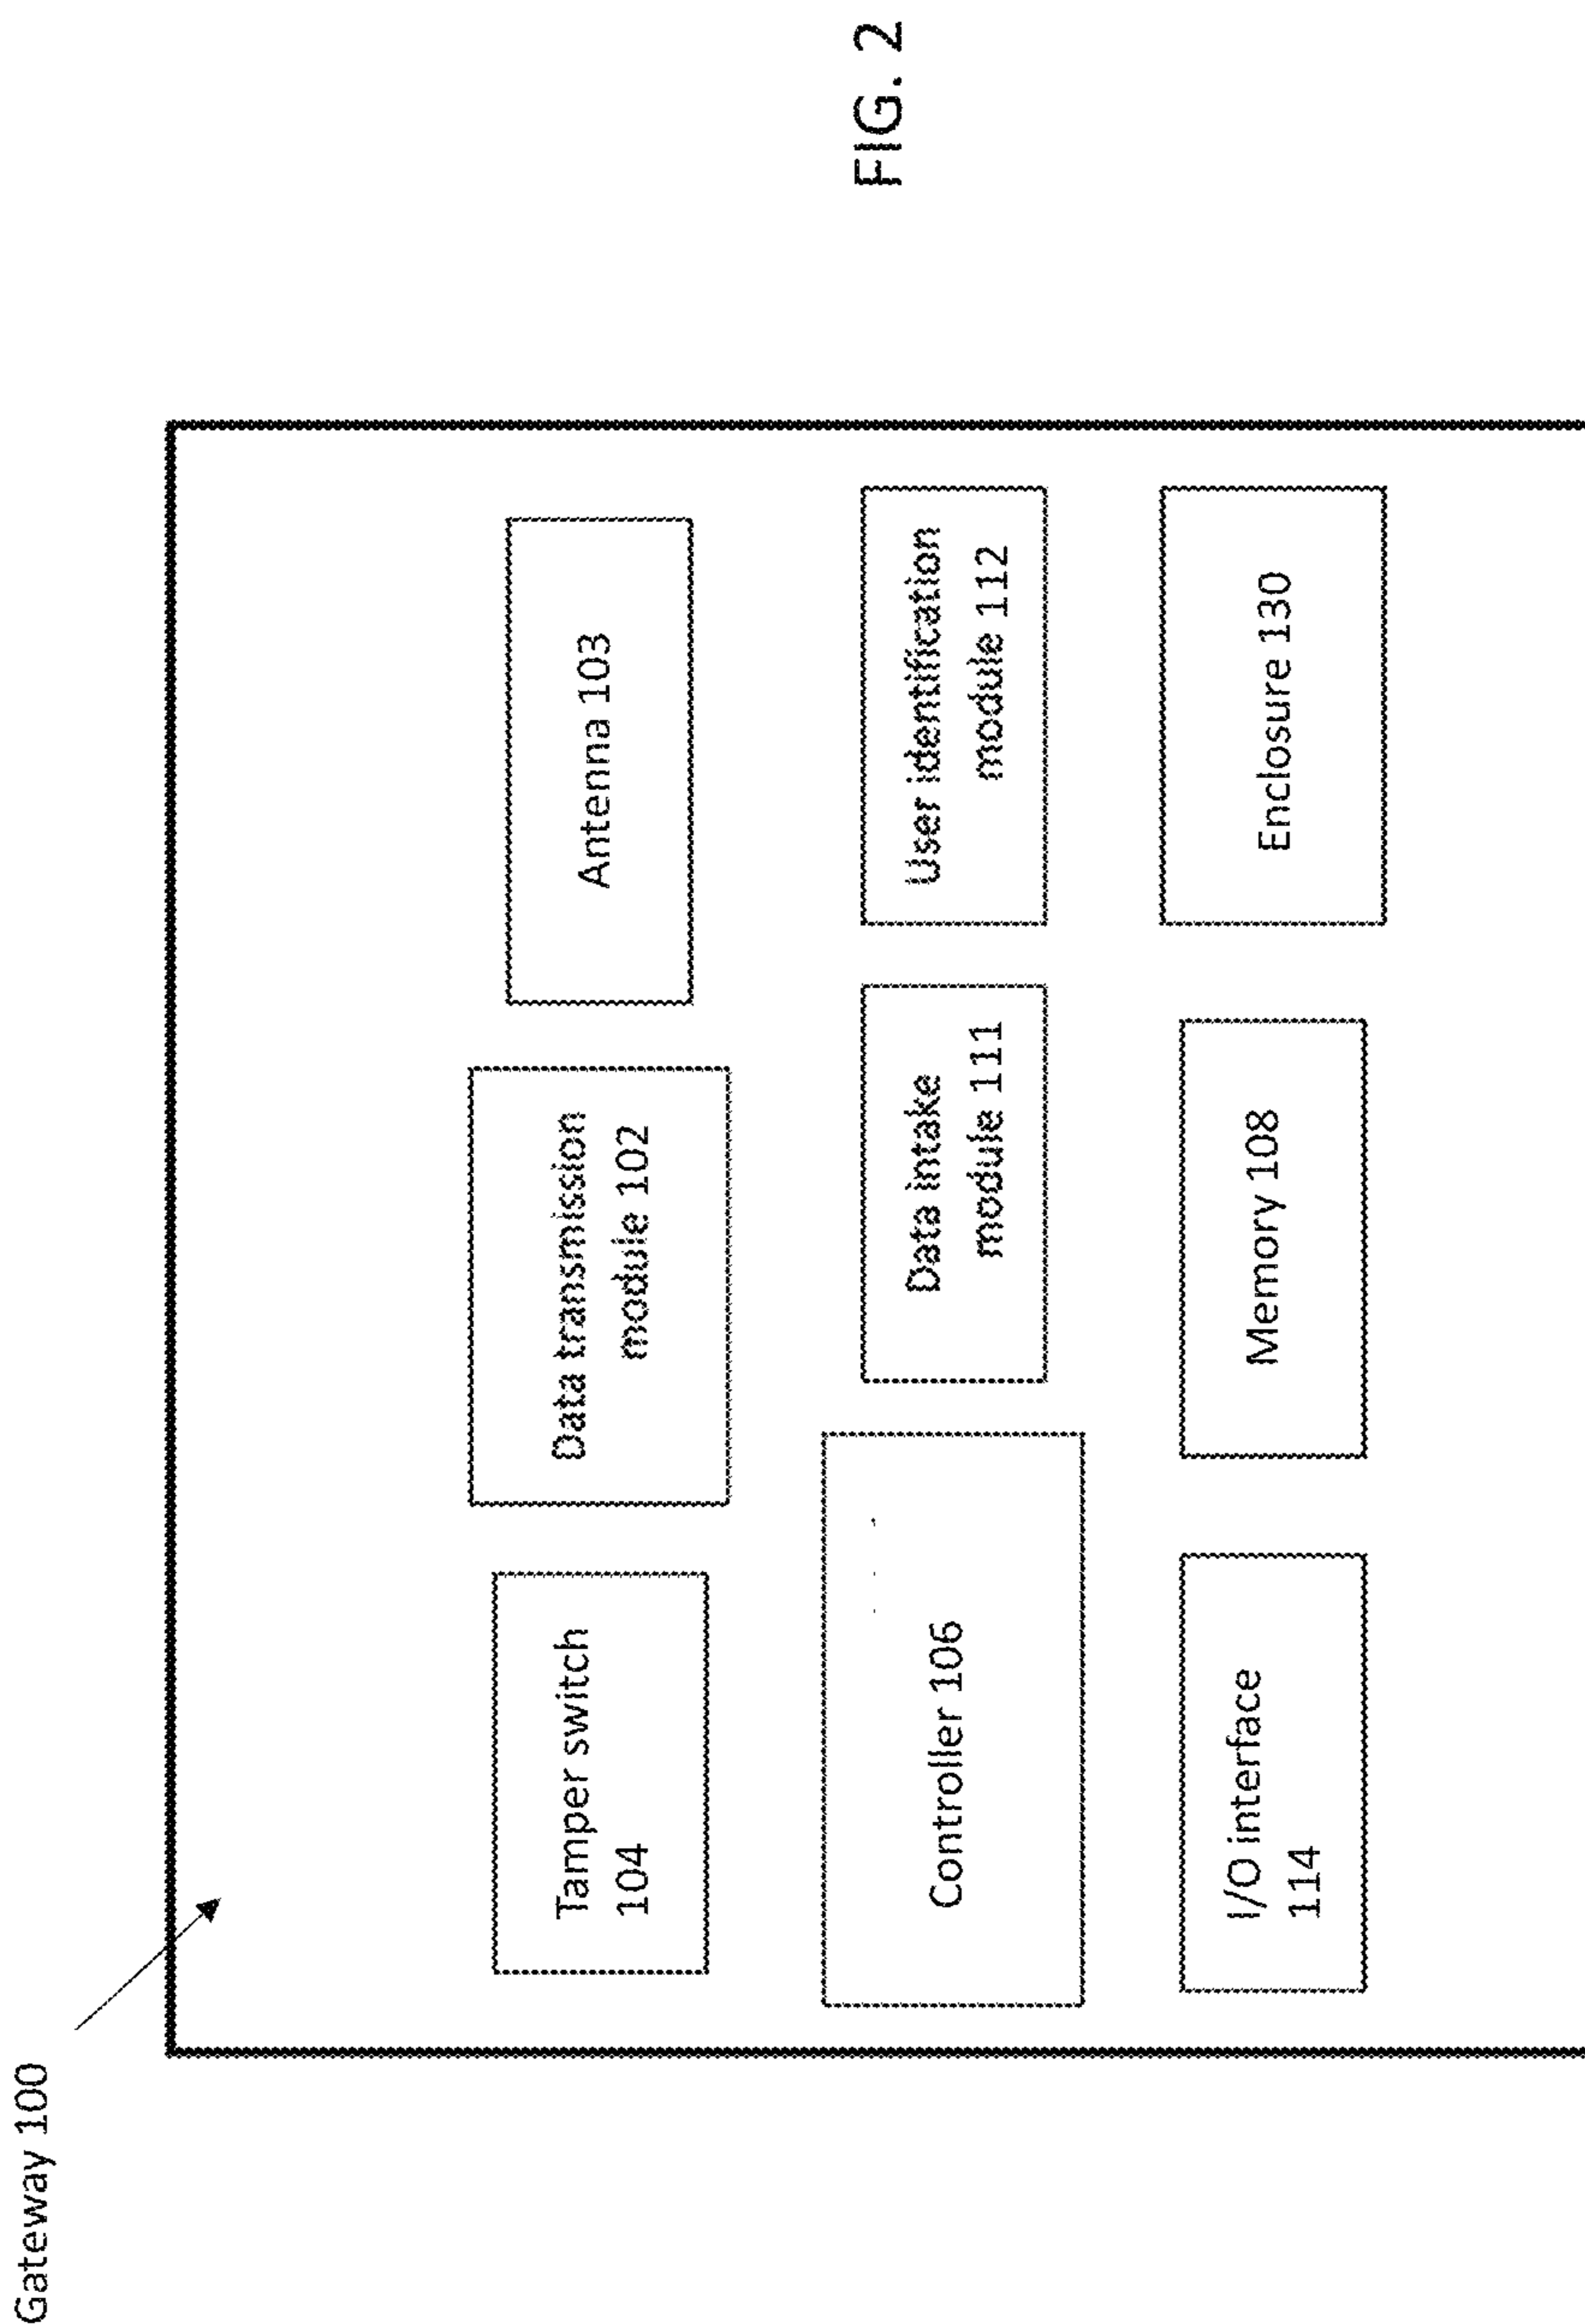 Gateway 100
Tamper switch
104
Data transmission
module 102
Antenna 103
Controller 106
Data intake
module 111
User identification
module 112
I/O interface
114
Memory 108
Enclosure 130
FIG. 2